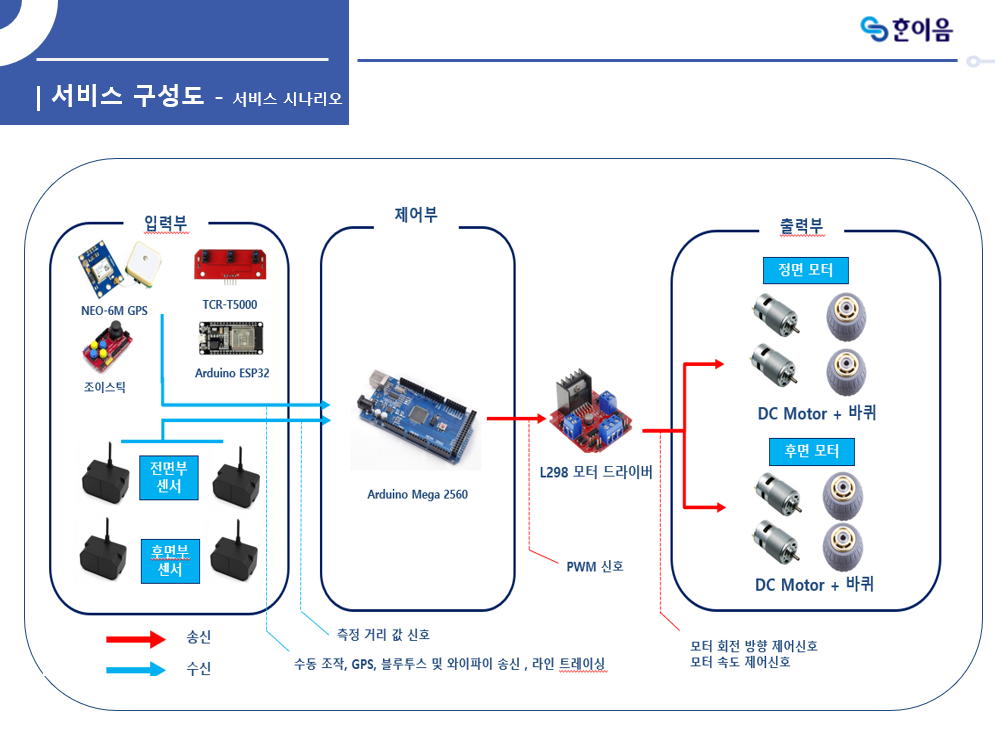 한이음
| 서비스 구성도 - 서비스 시나리오
입력부
제어부
출력부
NEO-6M GPS
TCR-T5000
조이스틱
Arduino ESP32
전면부
센서
후면부
센서
Arduino Mega 2560
L298 모터 드라이버
정면 모터
DC Motor + 바퀴
후면 모터
DC Motor + 바퀴
PWM 신호
송신
수신
측정 거리 값 신호
수동 조작, GPS, 블루투스 및 와이파이 송신 , 라인 트레이싱
모터 회전 방향 제어신호
모터 속도 제어신호